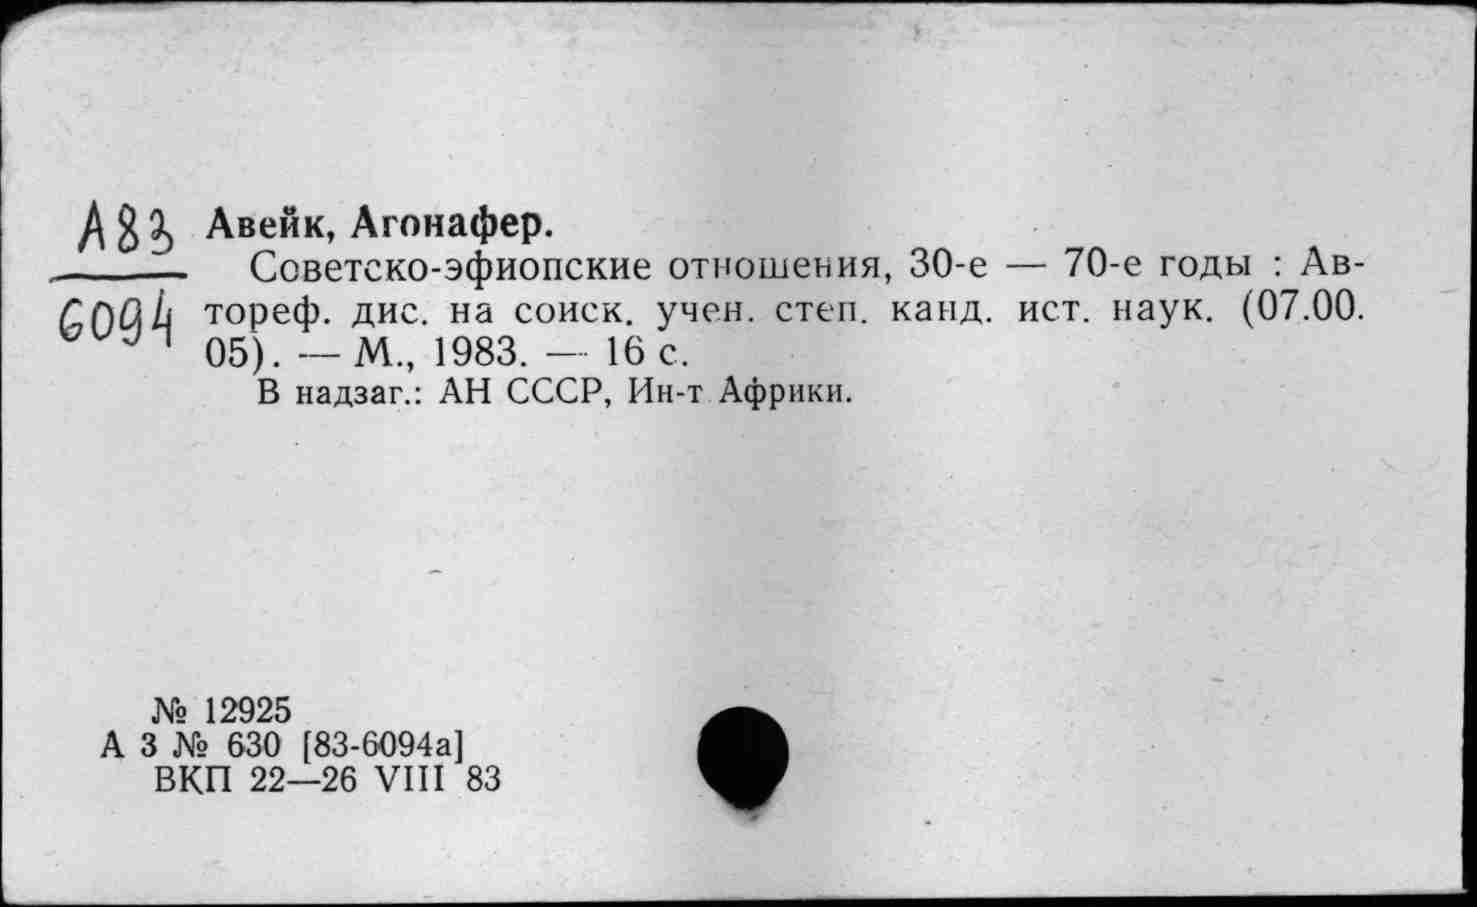 А83 Авейк, Агонафер.
Советско-эфиопские отношения, 30-е — 70-е годы : Ав-
6094 тореф. дис. на соиск. учен. степ. канд. ист. наук. (07.00.
05). — М., 1983. — 16 с.
В надзаг.: АН СССР, Ин-т Африки.
№ 12925
А 3 № 630 [83-6094а]
ВКП 22—26 VIII 83